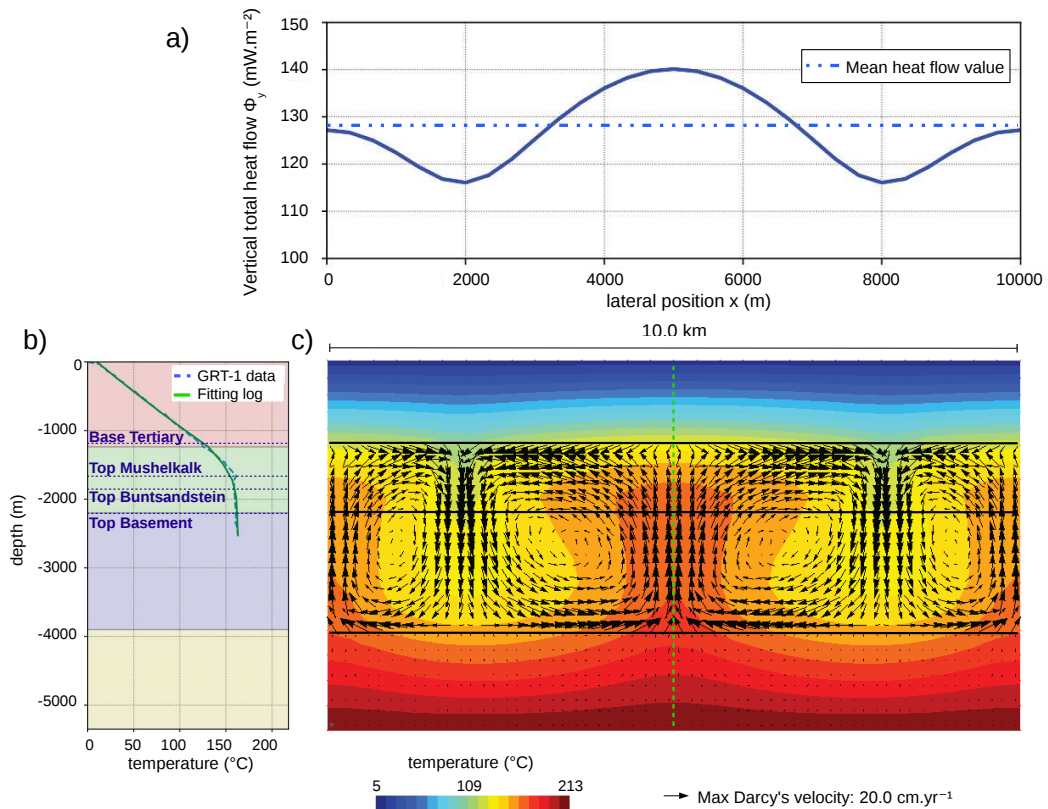 a)
Vertical total heat flow Φy (mW.m⁻²)
150
140
130
120
110
100
Mean heat flow value
0
2000
4000
6000
8000
10000
lateral position x (m)
b)
0
-1000
-2000
-3000
-4000
-5000
depth (m)
GRT-1 data
Fitting log
Base Tertiary
Top Mushelkalk
Top Buntsandstein
Top Basement
0
50
100
150
200
temperature (°C)
c)
10.0 km
temperature (°C)
5
109
213
Max Darcy's velocity: 20.0 cm.yr⁻¹